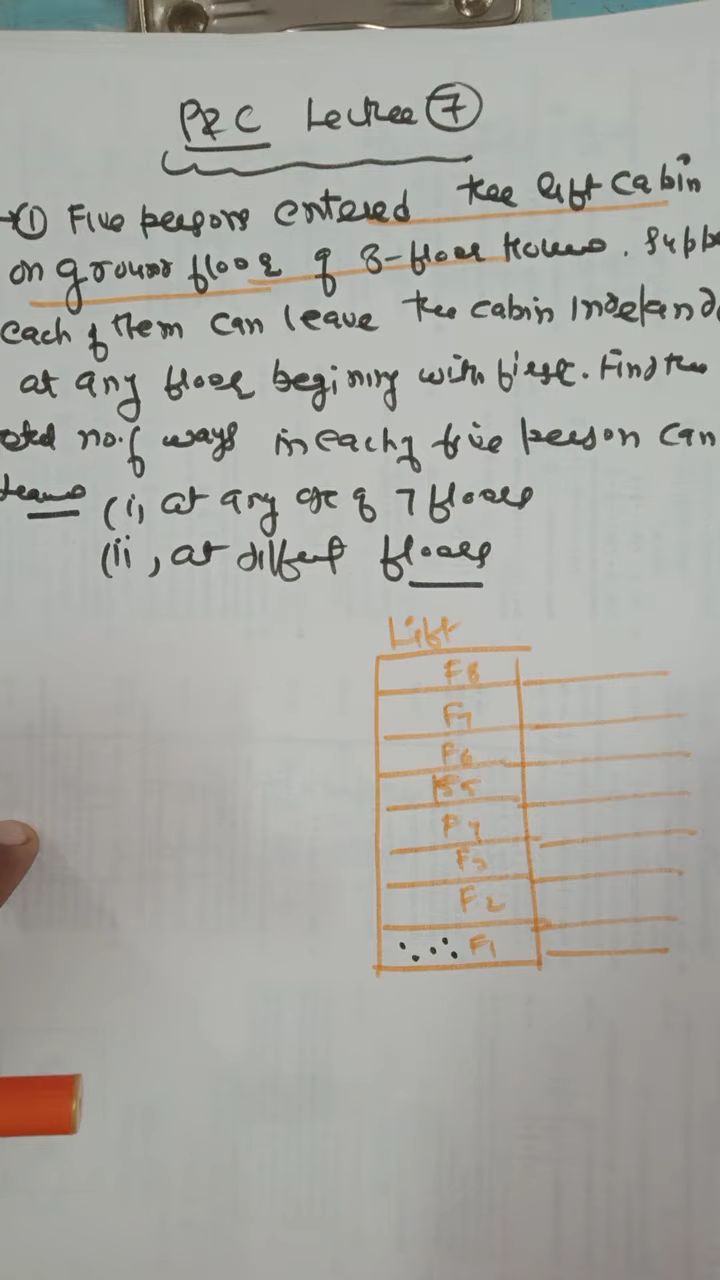 P&C Lecture 7
→① Five persons entered the lift cabin
on ground floor of 8-floor house. Suppo
each of them can leave the cabin Independ
at any floor begining with first. Find the
no. of ways in each of five person can
leave (i) at any one of 7 floors
(ii, at different floors
Lift
F8
F7
F6
F5
F3
F2
F1